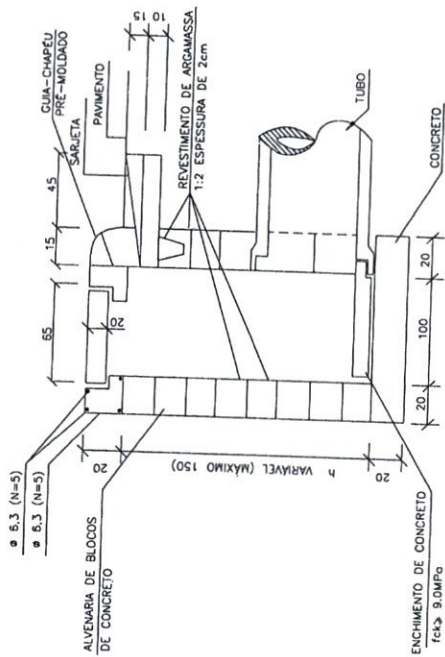 ø 6,3 (N=5)
ø 6,3 (N=5)
65
15
45
GUIA-CHAPÉU
PRÉ-MOLDADO
SARJETA
PAVIMENTO
10 15
20
20
ALVENARIA DE BLOCOS
DE CONCRETO
h VARIÁVEL (MÁXIMO 150)
REVESTIMENTO DE ARGAMASSA
1:2 ESPESSURA DE 2cm
TUBO
20
20
100
20
ENCHIMENTO DE CONCRETO
fck≥ 9.0MPa
CONCRETO